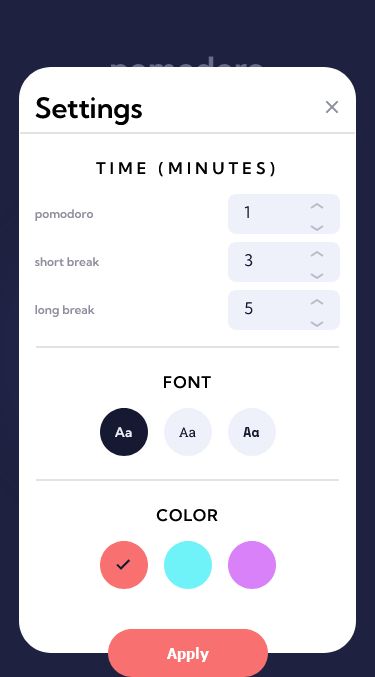 pomodoro
Settings
TIME (MINUTES)
pomodoro 1
short break 3
long break 5
FONT
Aa Aa Aa
COLOR
Apply